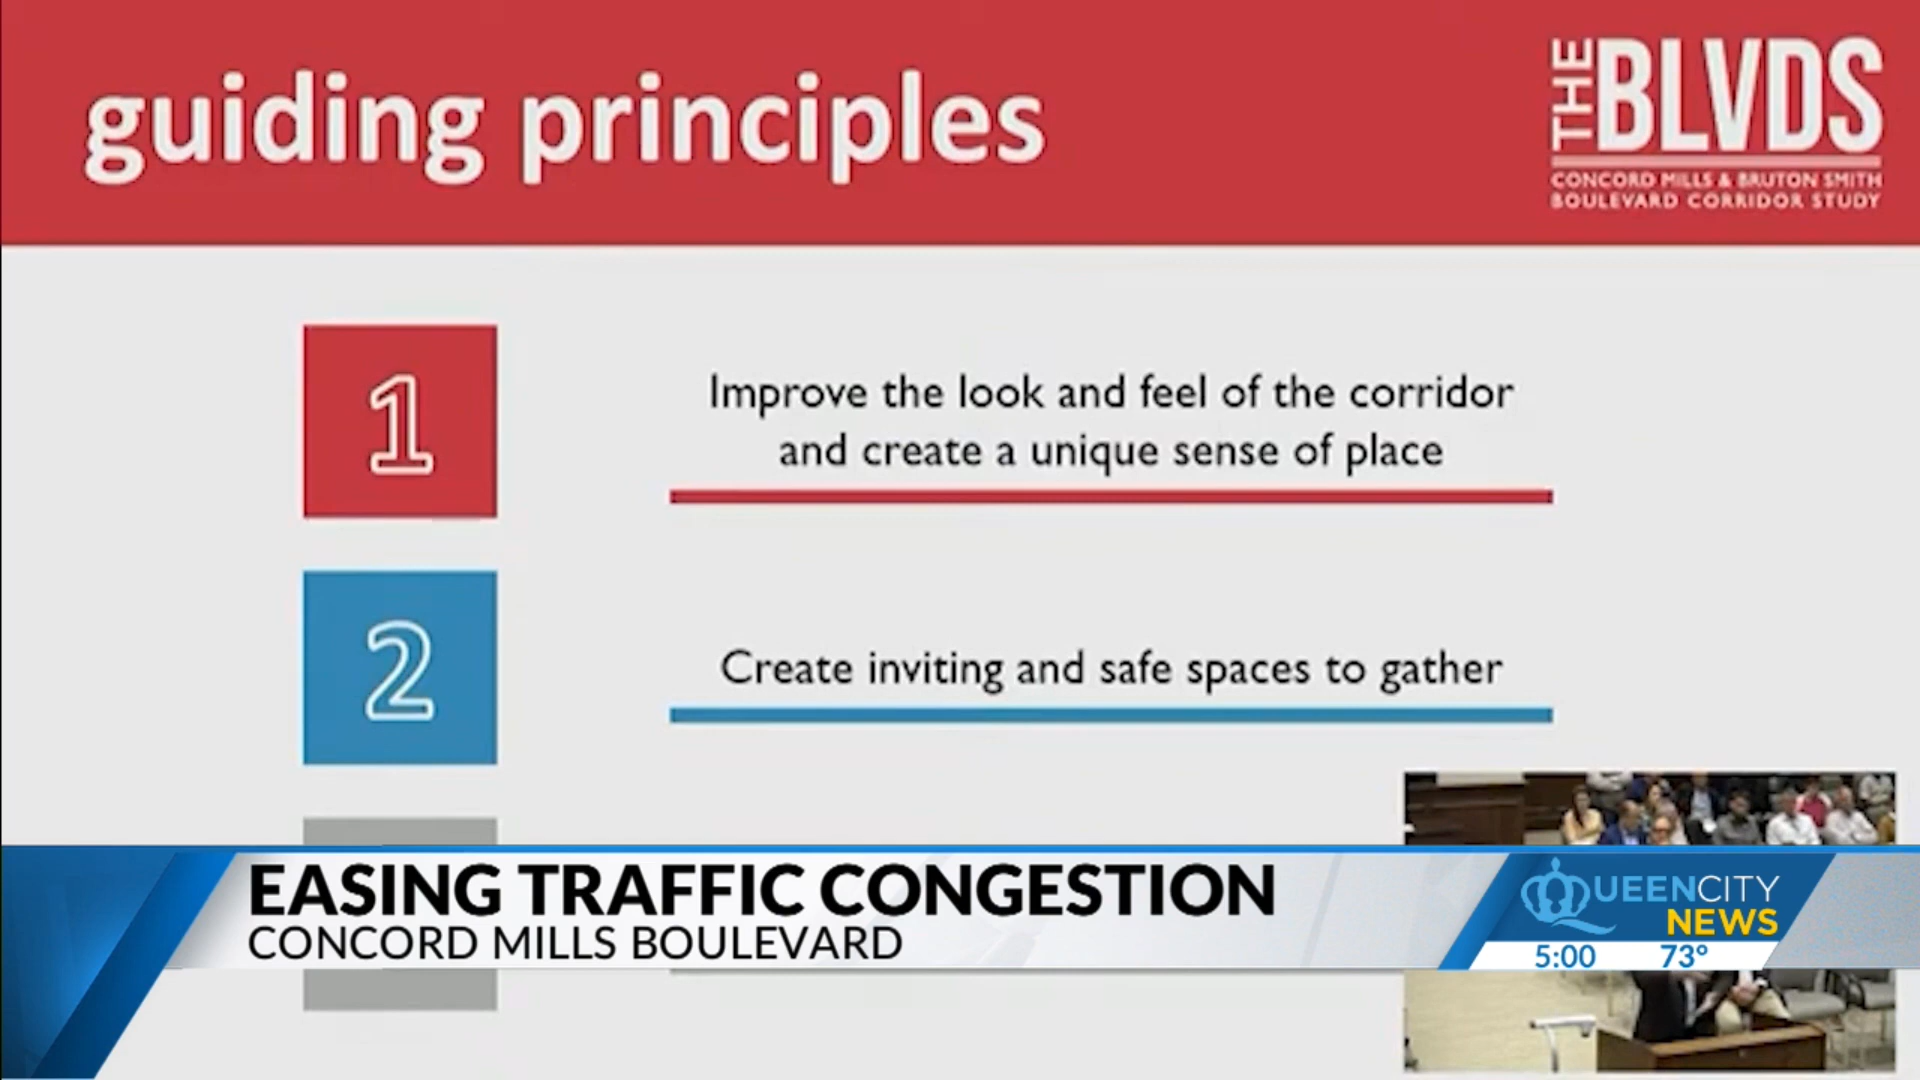 guiding principles
THE BLVDS
CONCORD MILLS & BRUTON SMITH
BOULEVARD CORRIDOR STUDY
1
Improve the look and feel of the corridor
and create a unique sense of place
2
Create inviting and safe spaces to gather
EASING TRAFFIC CONGESTION
CONCORD MILLS BOULEVARD
QUEEN CITY
NEWS
5:00 73°